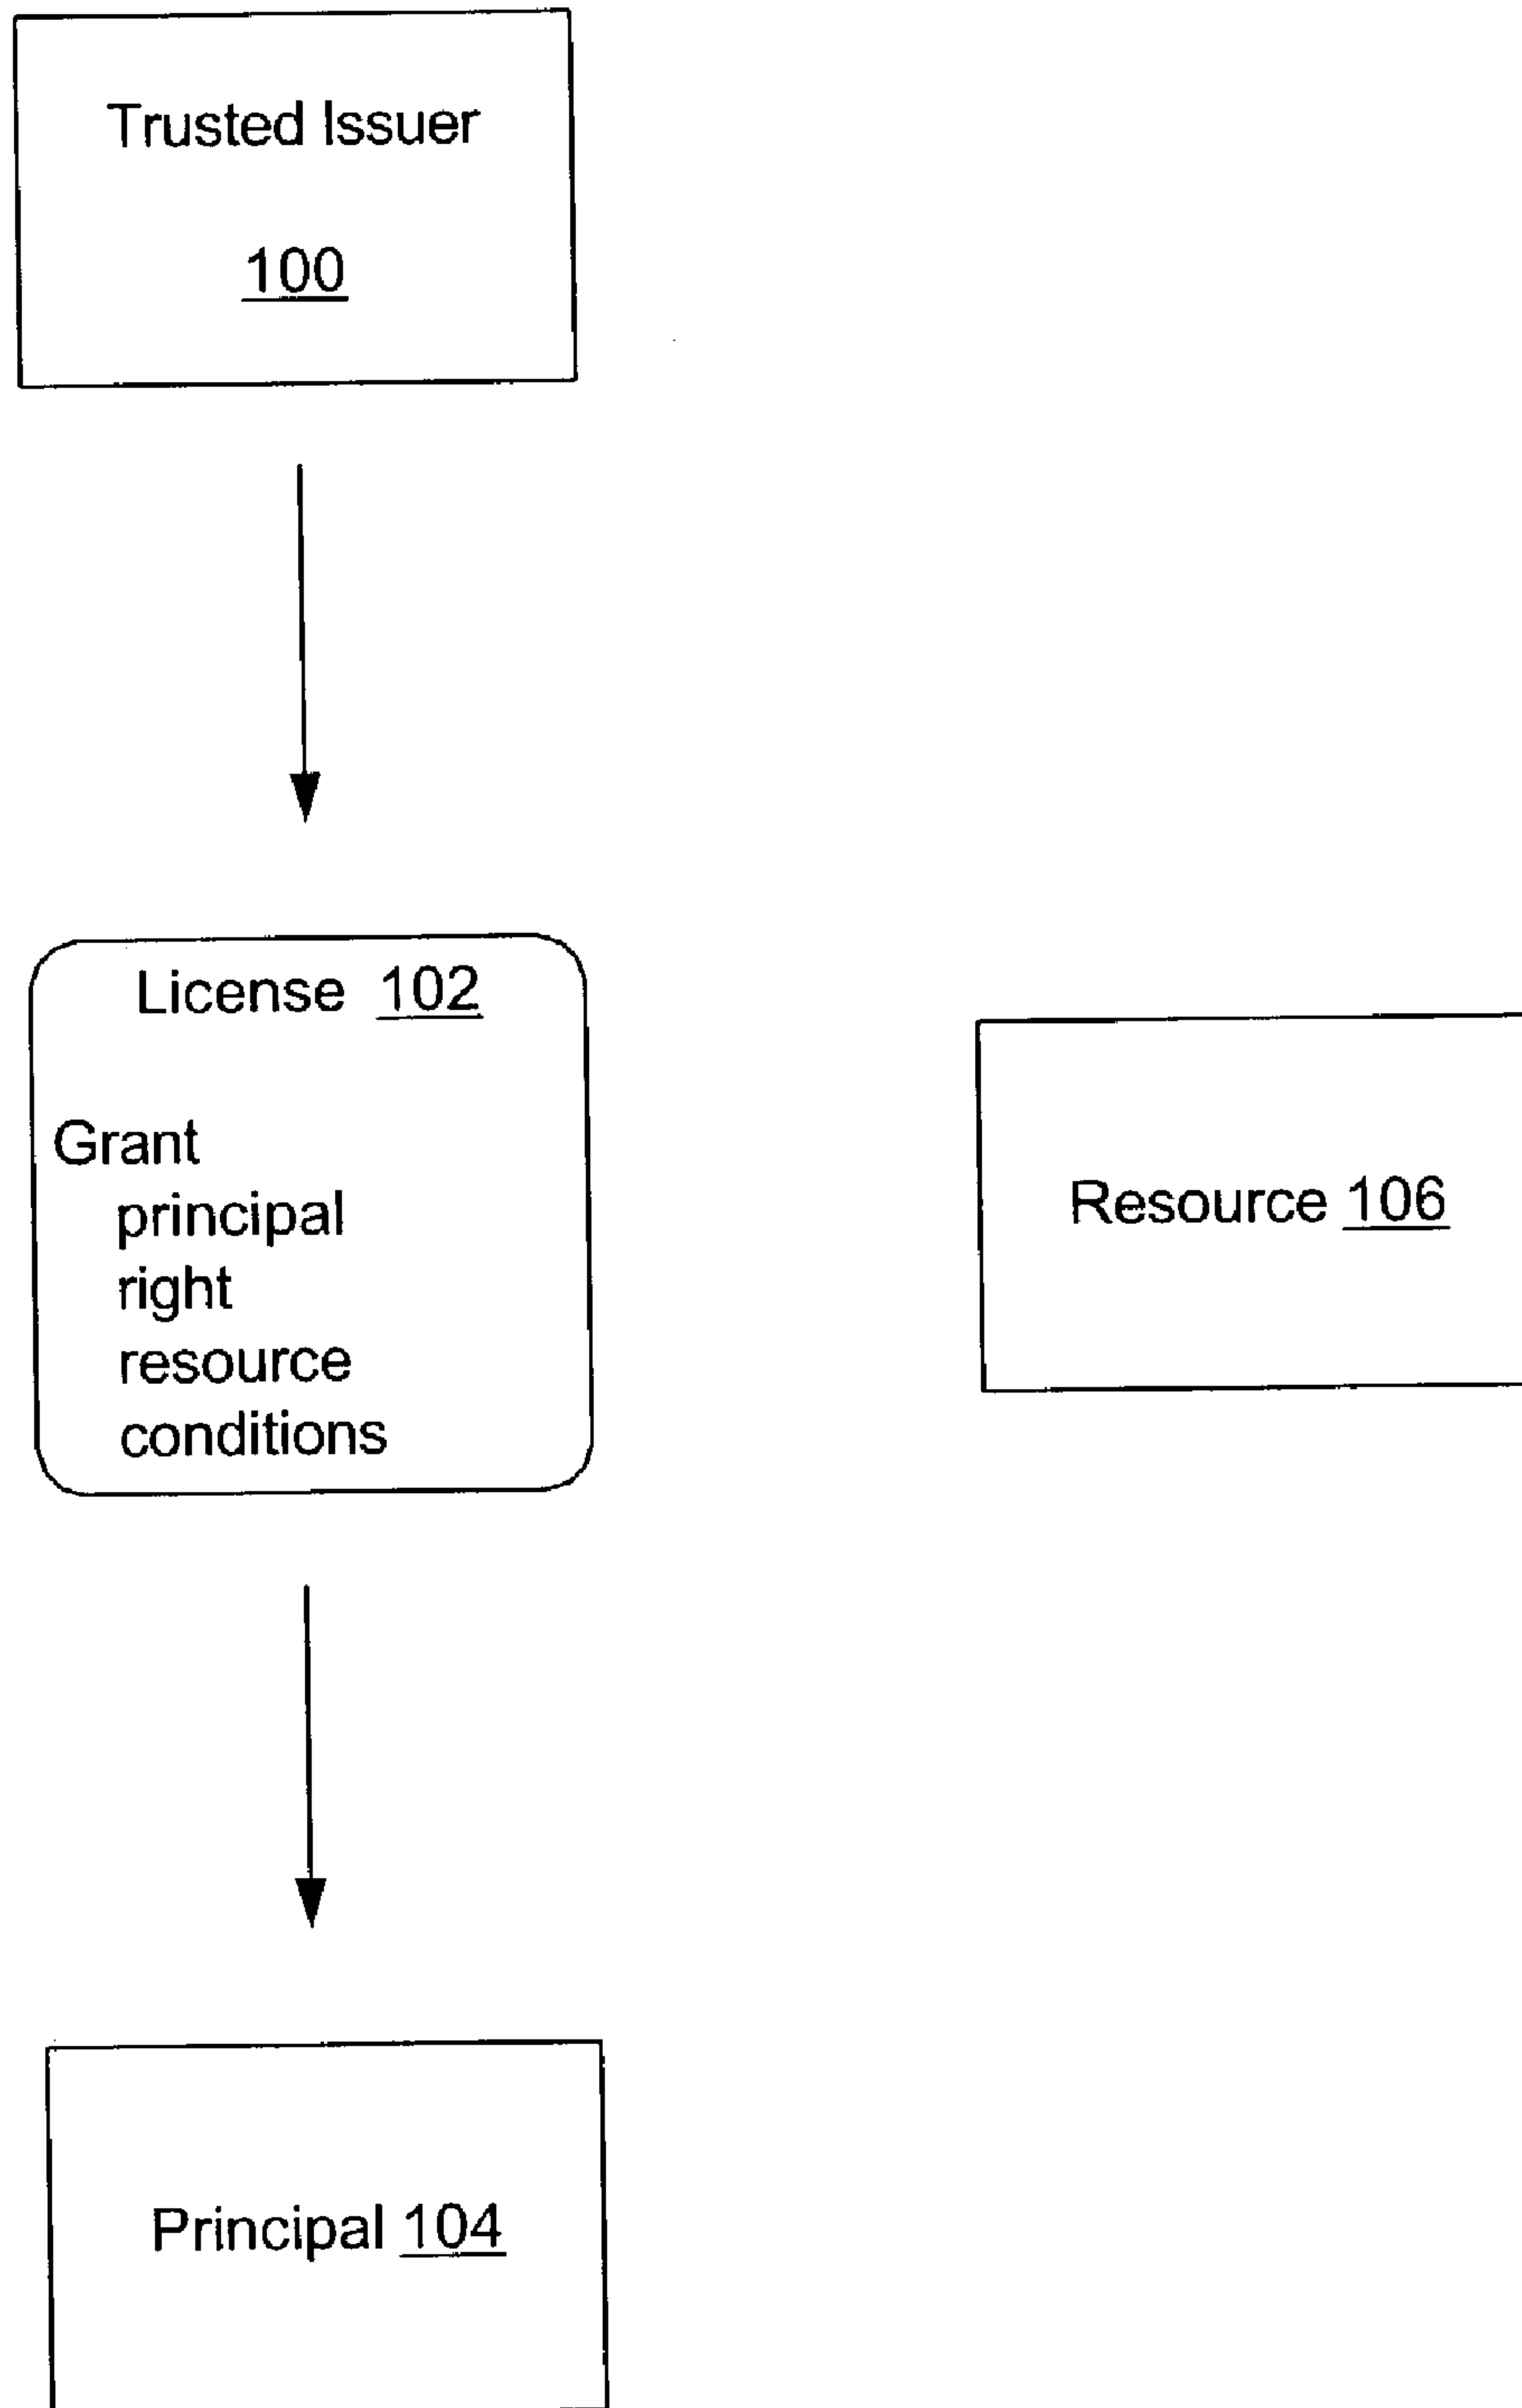 Trusted Issuer
100
License 102
Grant
principal
right
resource
conditions
Resource 106
Principal 104